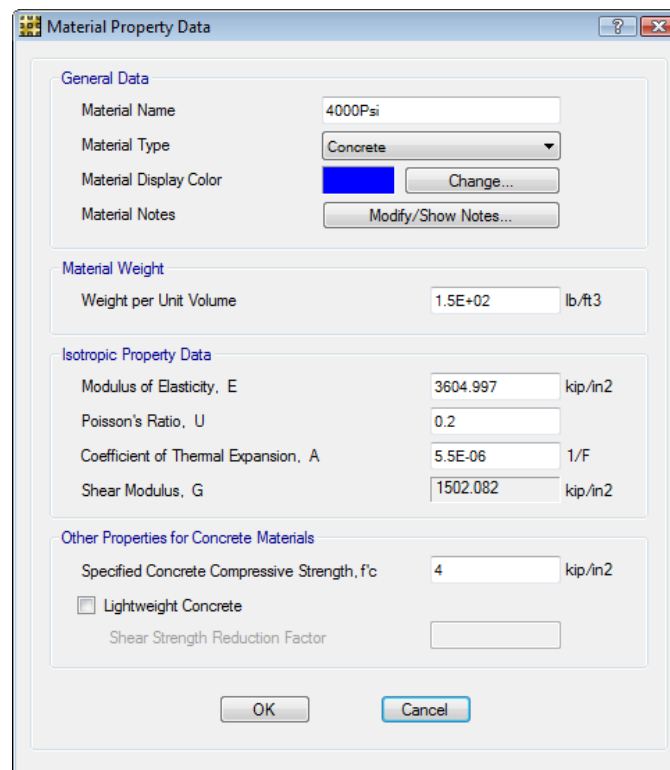 Material Property Data
General Data
Material Name 4000Psi
Material Type Concrete
Material Display Color Change...
Material Notes Modify/Show Notes...
Material Weight
Weight per Unit Volume 1.5E+02 lb/ft3
Isotropic Property Data
Modulus of Elasticity, E 3604.997 kip/in2
Poisson's Ratio, U 0.2
Coefficient of Thermal Expansion, A 5.5E-06 1/F
Shear Modulus, G 1502.082 kip/in2
Other Properties for Concrete Materials
Specified Concrete Compressive Strength, f'c 4 kip/in2
Lightweight Concrete
Shear Strength Reduction Factor
OK Cancel